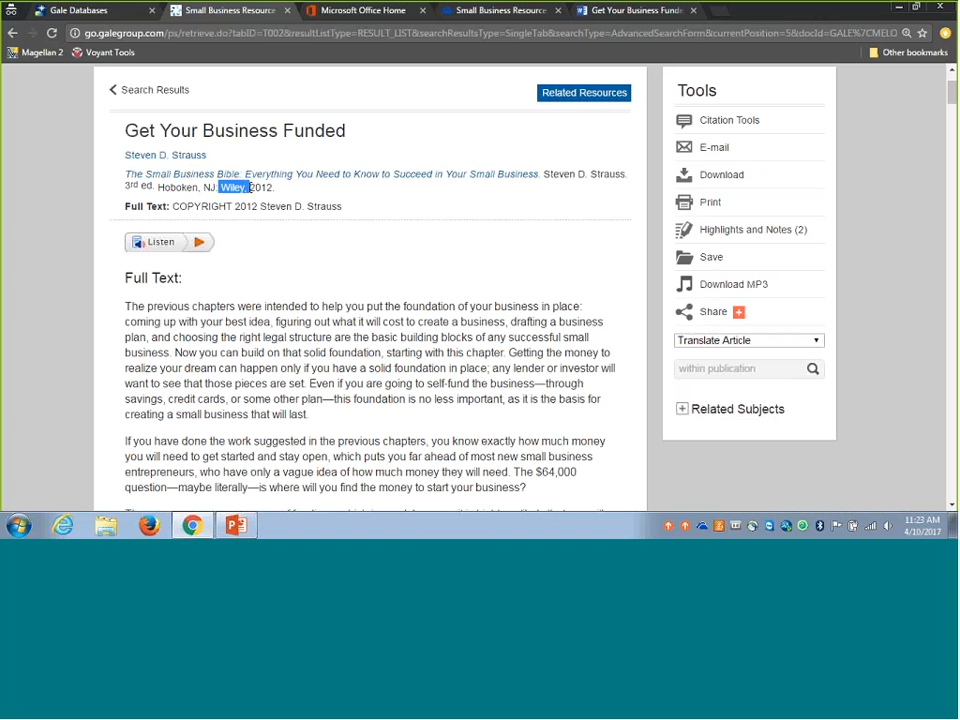 Gale Databases
Small Business Resource
Microsoft Office Home
Small Business Resource
Get Your Business Fund
go.galegroup.com/ps/retrieve.do?tabID=T002&resultListType=RESULT_LIST&searchResultsType=SingleTab&searchType=AdvancedSearchForm&currentPosition=5&docId=GALE%7CMELO
Magellan 2 Voyant Tools Other bookmarks
Search Results
Related Resources
Get Your Business Funded
Steven D. Strauss
The Small Business Bible: Everything You Need to Know to Succeed in Your Small Business. Steven D. Strauss.
3rd ed. Hoboken, NJ: Wiley, 2012.
Full Text: COPYRIGHT 2012 Steven D. Strauss
Listen
Full Text:
The previous chapters were intended to help you put the foundation of your business in place:
coming up with your best idea, figuring out what it will cost to create a business, drafting a business
plan, and choosing the right legal structure are the basic building blocks of any successful small
business. Now you can build on that solid foundation, starting with this chapter. Getting the money to
realize your dream can happen only if you have a solid foundation in place; any lender or investor will
want to see that those pieces are set. Even if you are going to self-fund the business—through
savings, credit cards, or some other plan—this foundation is no less important, as it is the basis for
creating a small business that will last.
If you have done the work suggested in the previous chapters, you know exactly how much money
you will need to get started and stay open, which puts you far ahead of most new small business
entrepreneurs, who have only a vague idea of how much money they will need. The $64,000
question—maybe literally—is where will you find the money to start your business?
Tools
Citation Tools
E-mail
Download
Print
Highlights and Notes (2)
Save
Download MP3
Share
Translate Article
within publication
Related Subjects
11:23 AM
4/10/2017